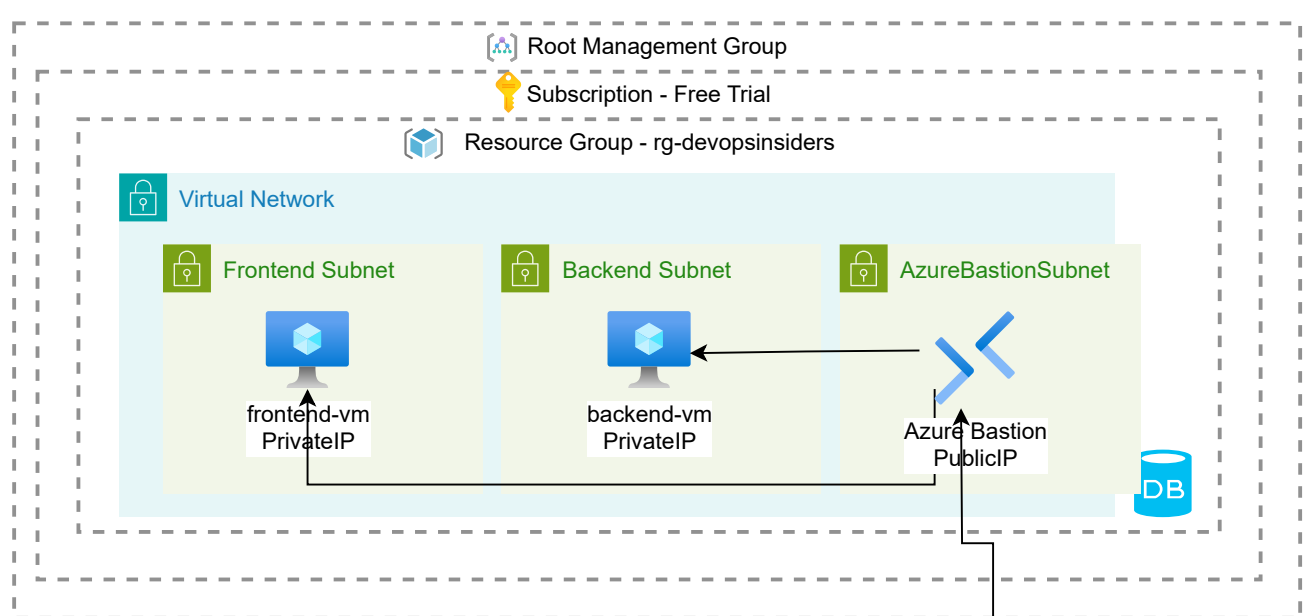 Root Management Group
Subscription - Free Trial
Resource Group - rg-devopsinsiders
Virtual Network
Frontend Subnet
Backend Subnet
AzureBastionSubnet
frontend-vm
PrivateIP
backend-vm
PrivateIP
Azure Bastion
PublicIP
DB